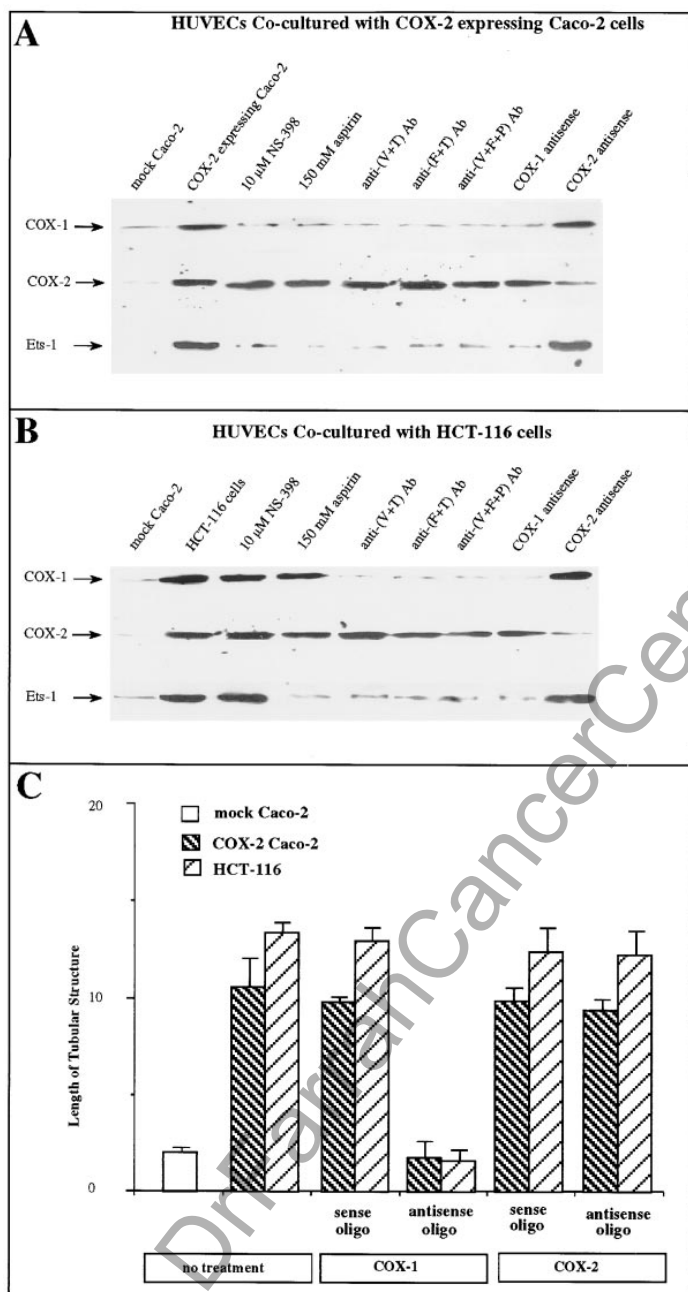 A
HUVECs Co-cultured with COX-2 expressing Caco-2 cells
mock Caco-2
COX-2 expressing Caco-2
10 µM NS-398
150 mM aspirin
anti-(V+T) Ab
anti-(F+T) Ab
anti-(V+F+P) Ab
COX-1 antisense
COX-2 antisense
COX-1
COX-2
Ets-1
B
HUVECs Co-cultured with HCT-116 cells
mock Caco-2
HCT-116 cells
10 µM NS-398
150 mM aspirin
anti-(V+T) Ab
anti-(F+T) Ab
anti-(V+F+P) Ab
COX-1 antisense
COX-2 antisense
COX-1
COX-2
Ets-1
C
20
10
0
Length of Tubular Structure
mock Caco-2
COX-2 Caco-2
HCT-116
sense oligo
antisense oligo
sense oligo
antisense oligo
no treatment
COX-1
COX-2